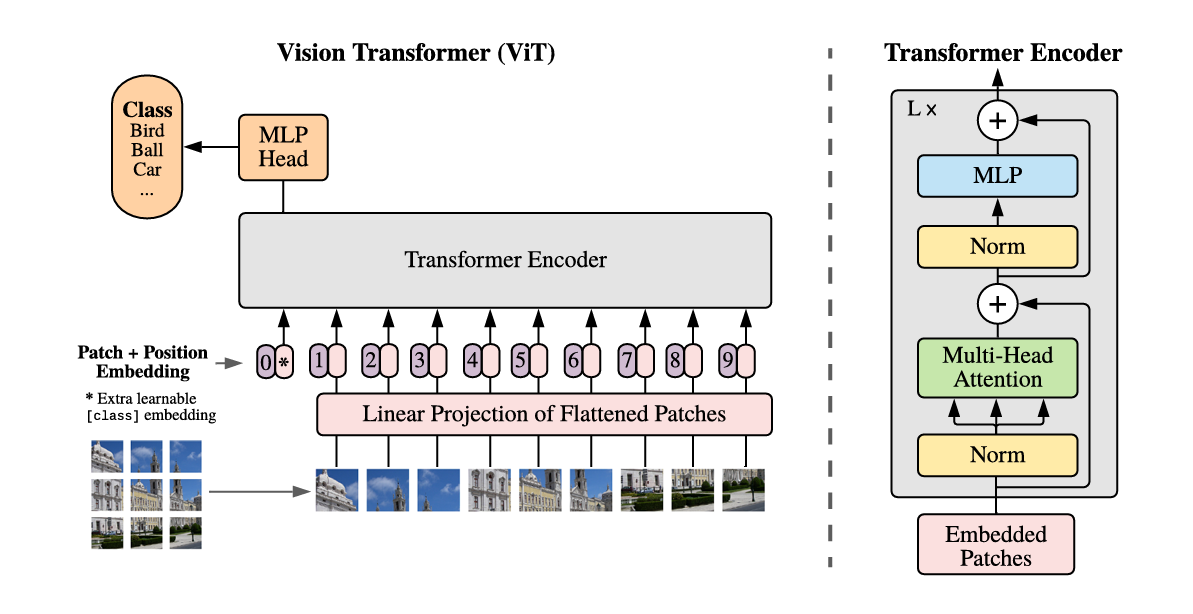 Vision Transformer (ViT)
Class
Bird
Ball
Car
...
MLP
Head
Transformer Encoder
Patch + Position
Embedding
0 * 1 2 3 4 5 6 7 8 9
* Extra learnable
[class] embedding
Linear Projection of Flattened Patches
Transformer Encoder
L ×
+
MLP
Norm
+
Multi-Head
Attention
Norm
Embedded
Patches